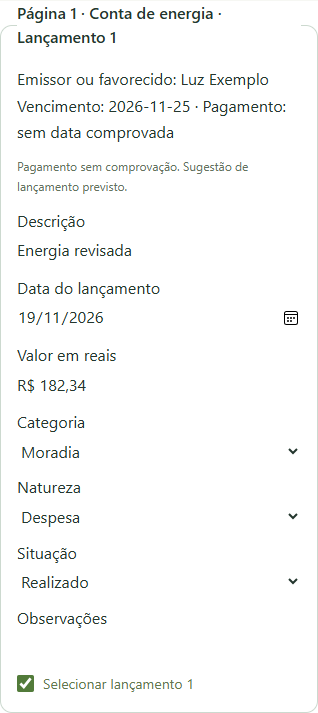 Página 1 · Conta de energia ·
Lançamento 1
Emissor ou favorecido: Luz Exemplo
Vencimento: 2026-11-25 · Pagamento:
sem data comprovada
Pagamento sem comprovação. Sugestão de
lançamento previsto.
Descrição
Energia revisada
Data do lançamento
19/11/2026
Valor em reais
R$ 182,34
Categoria
Moradia
Natureza
Despesa
Situação
Realizado
Observações
Selecionar lançamento 1